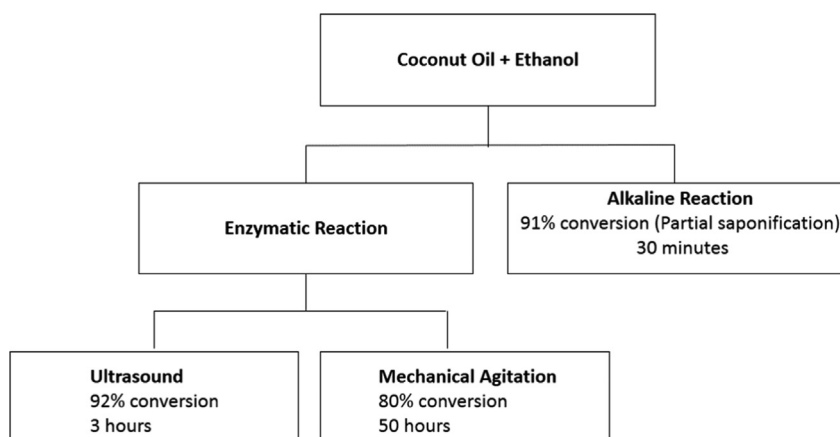 Coconut Oil + Ethanol
Enzymatic Reaction
Alkaline Reaction
91% conversion (Partial saponification)
30 minutes
Ultrasound
92% conversion
3 hours
Mechanical Agitation
80% conversion
50 hours